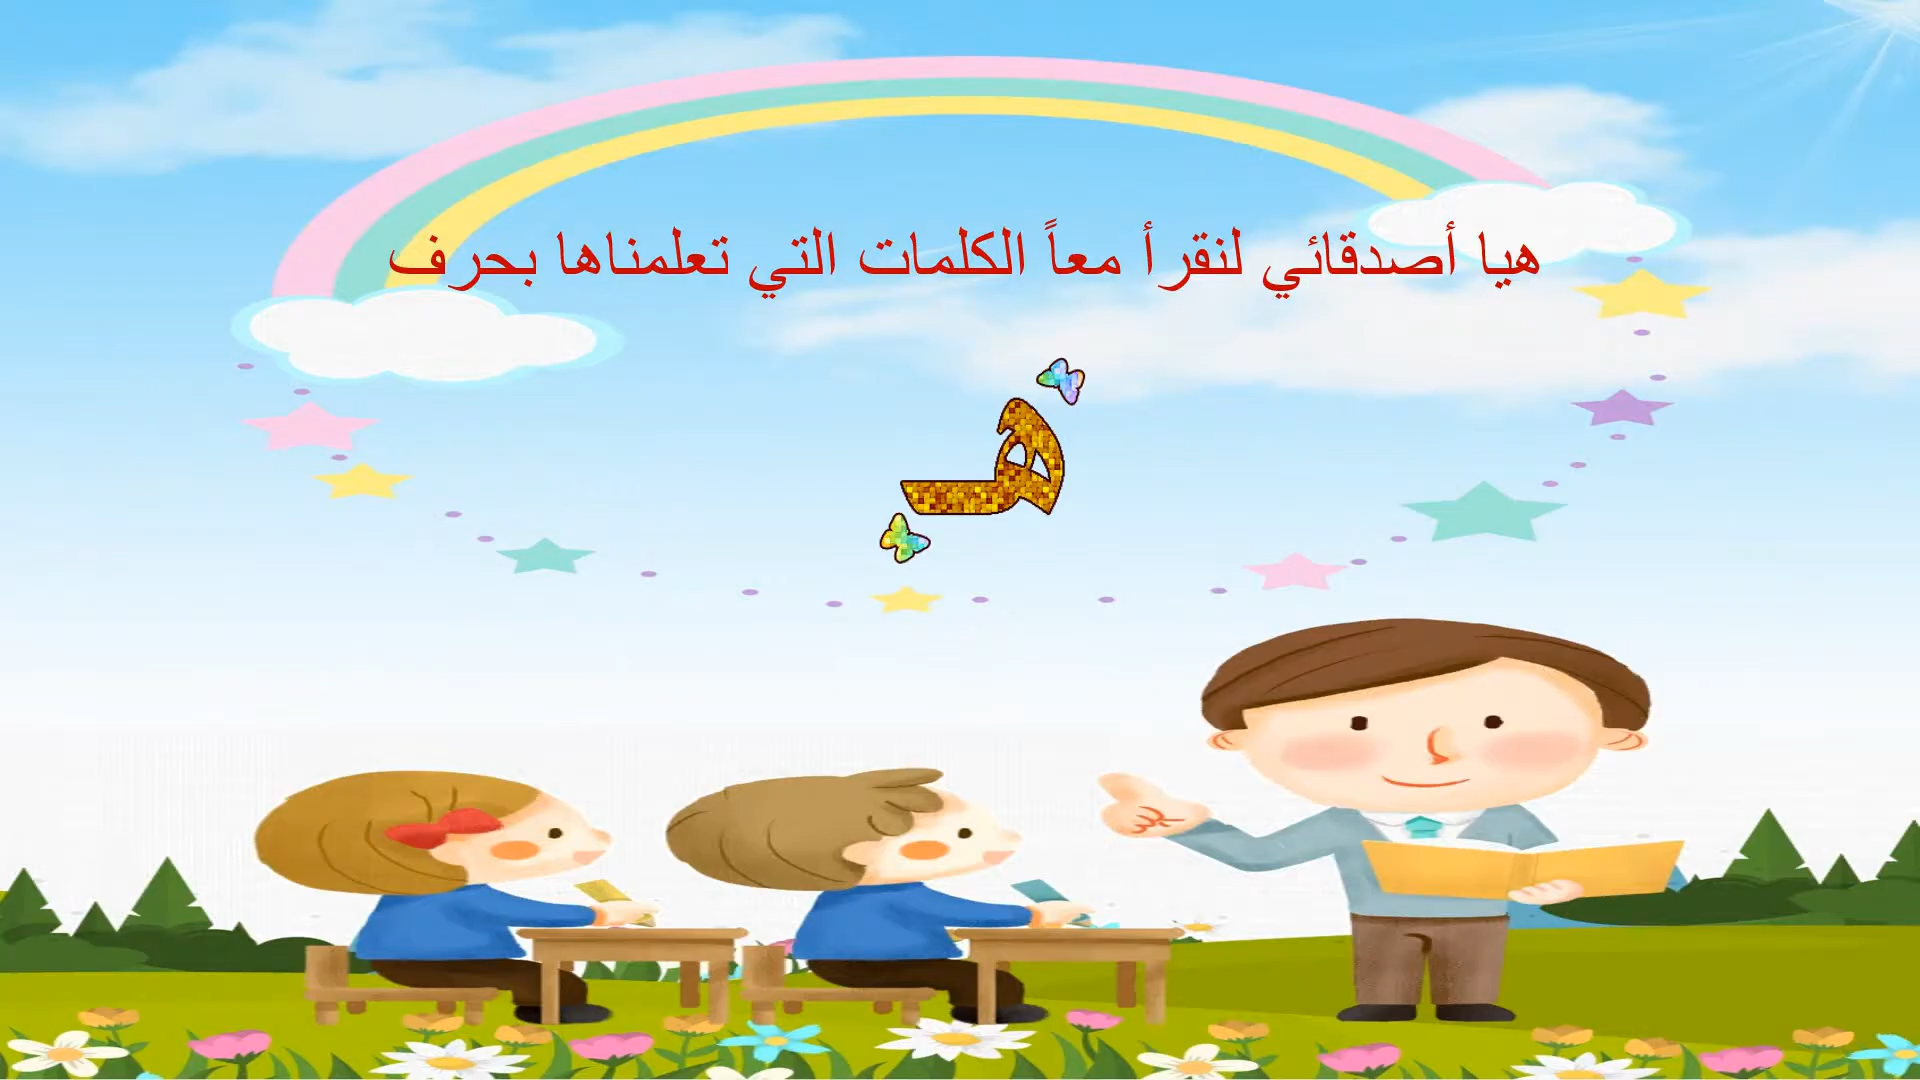 هيا أصدقائي لنقرأ معاً الكلمات التي تعلمناها بحرف
هـ